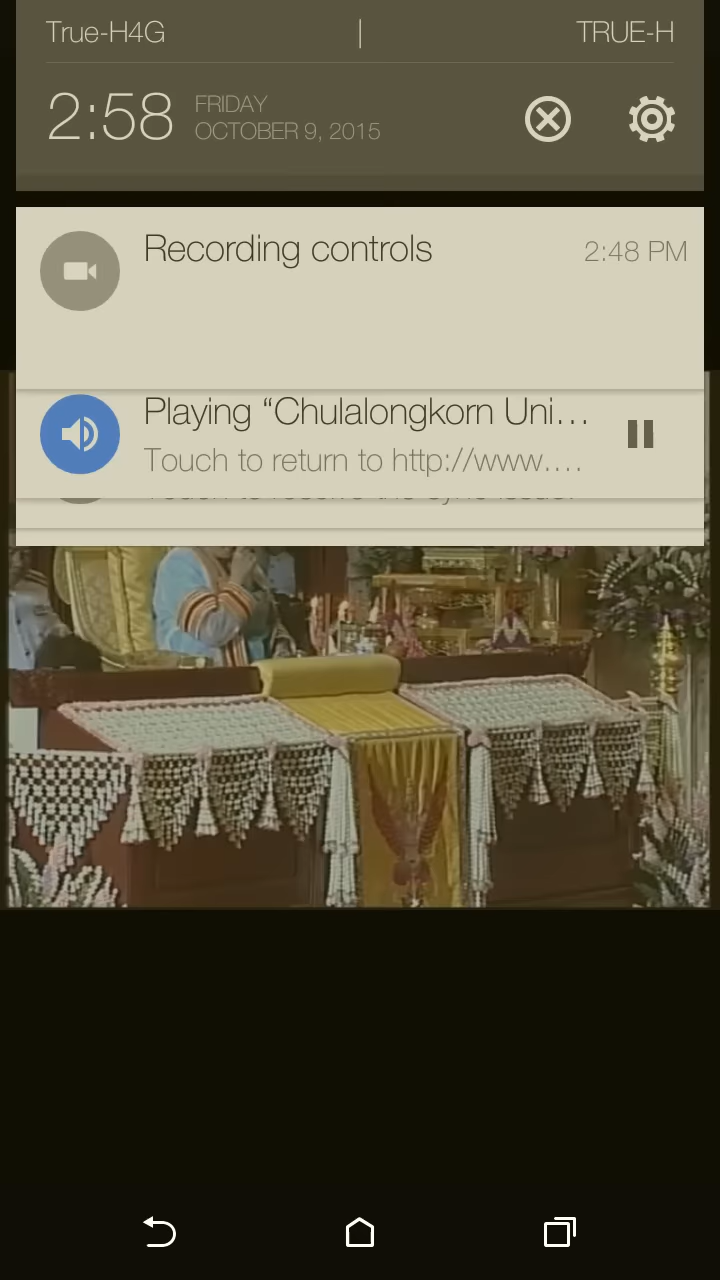 True-H4G | TRUE-H
2:58 FRIDAY
OCTOBER 9, 2015
Recording controls 2:48 PM
Playing “Chulalongkorn Uni...
Touch to return to http://www....